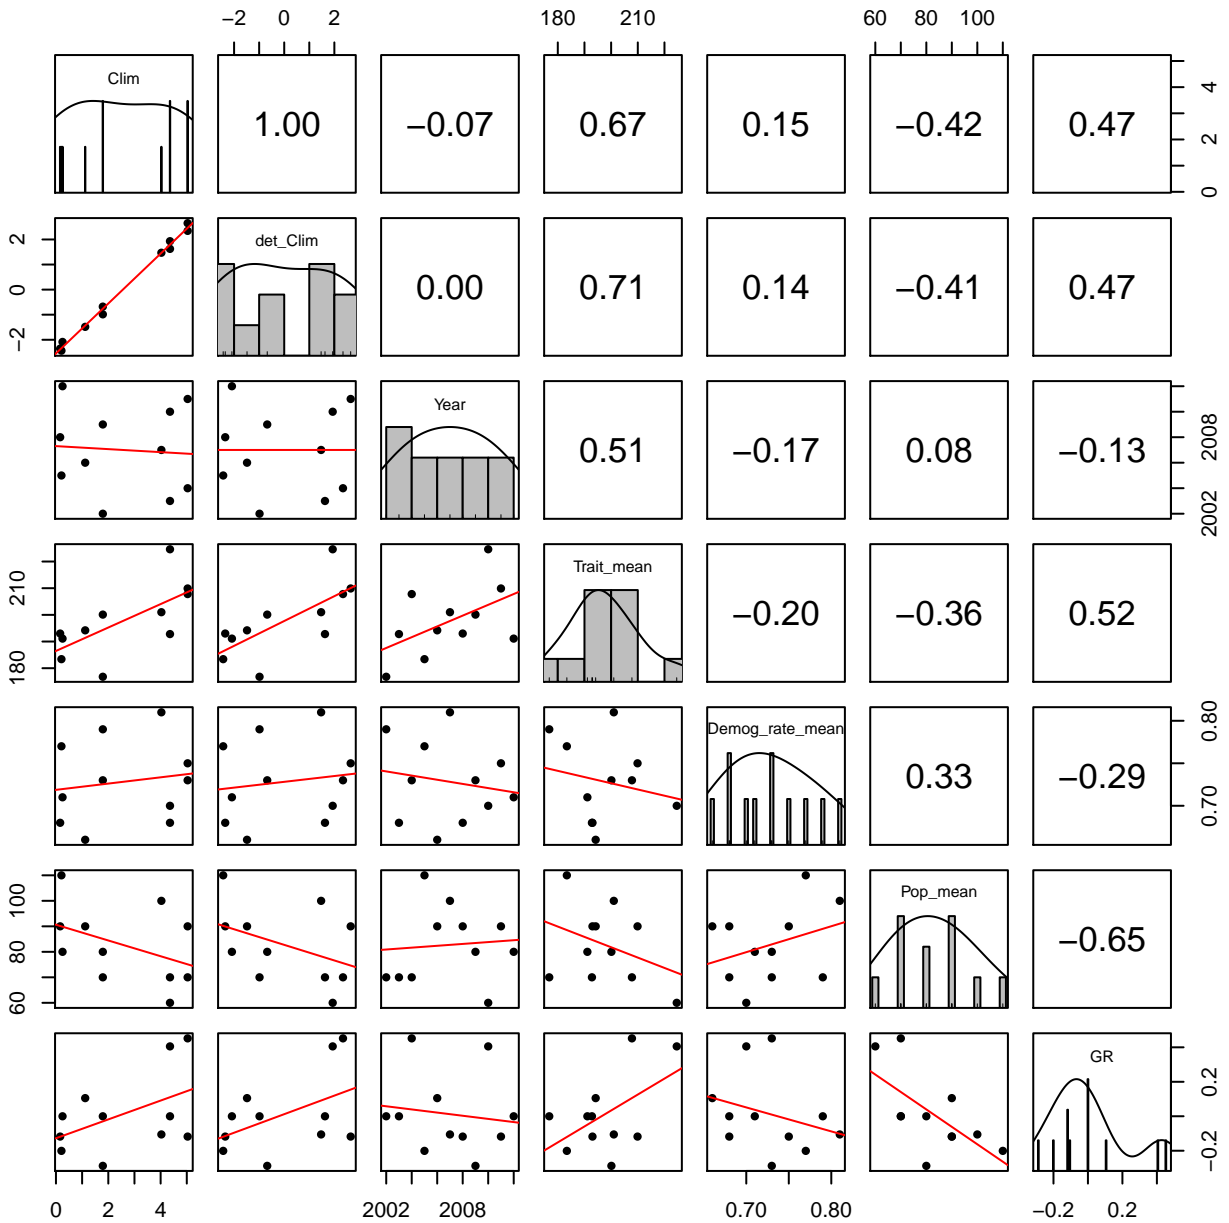 −2 0 2 180 210 60 80 100
Clim 1.00 −0.07 0.67 0.15 −0.42 0.47 0 2 4
−2 0 2 det_Clim 0.00 0.71 0.14 −0.41 0.47
Year 0.51 −0.17 0.08 −0.13 2002 2008
180 210 Trait_mean −0.20 −0.36 0.52
Demog_rate_mean 0.33 −0.29 0.70 0.80
60 80 100 Pop_mean −0.65
GR −0.2 0.2
0 2 4 2002 2008 0.70 0.80 −0.2 0.2